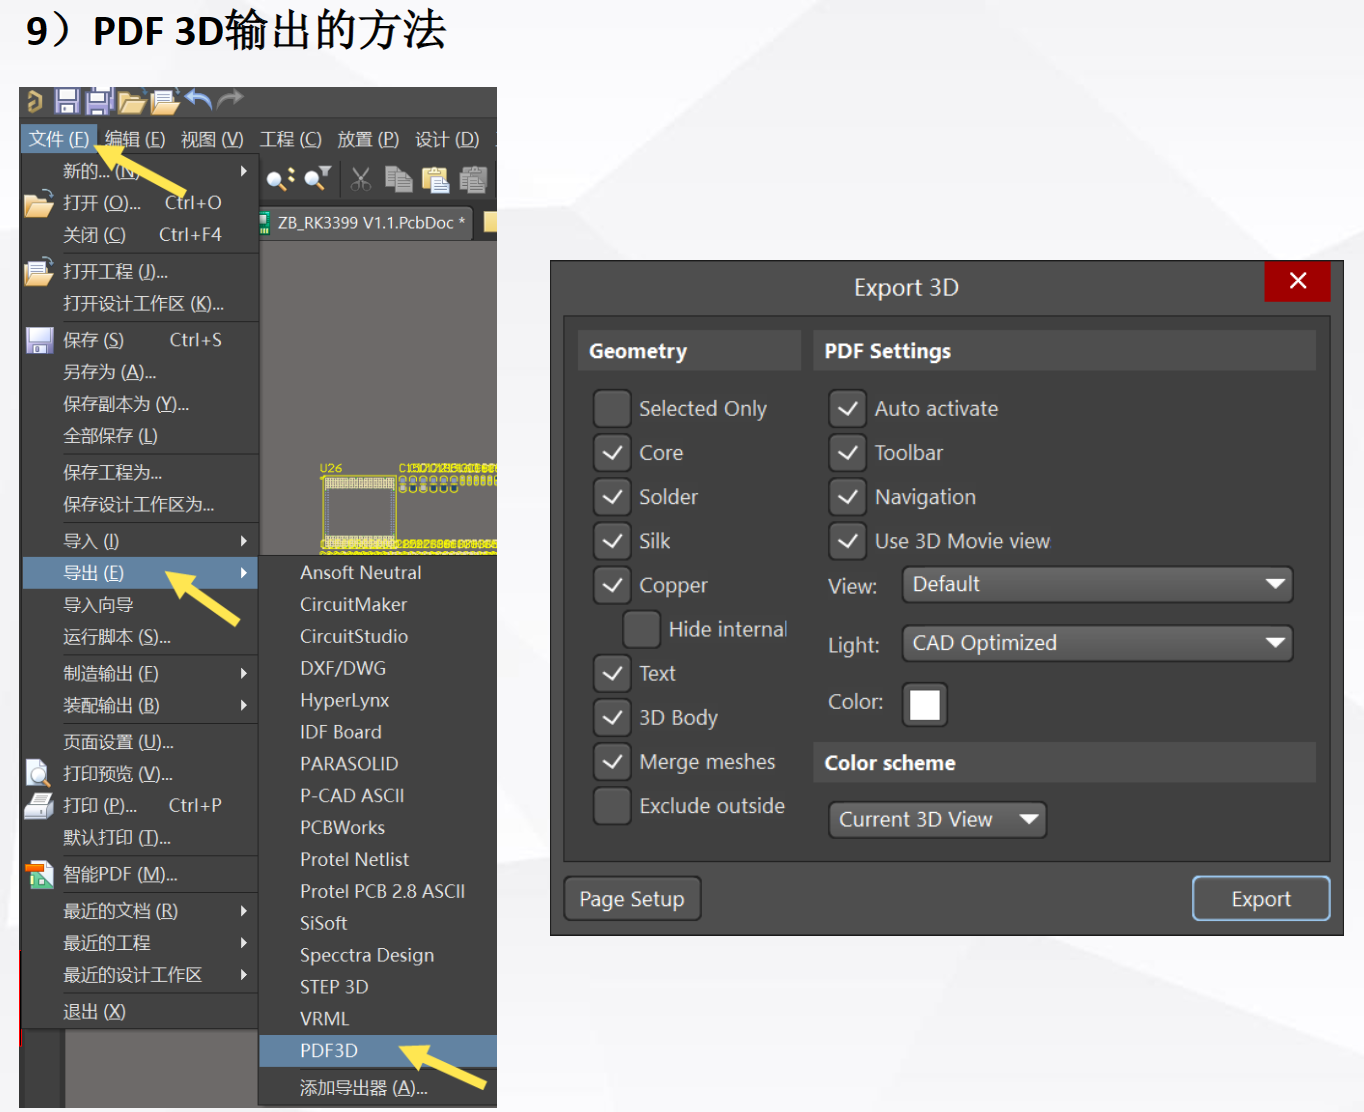 9）PDF 3D输出的方法
文件 (F) 编辑 (E) 视图 (V) 工程 (C) 放置 (P) 设计 (D)
新的... (N)
打开 (O)... Ctrl+O
关闭 (C) Ctrl+F4
ZB_RK3399 V1.1.PcbDoc *
打开工程 (J)...
打开设计工作区 (K)...
保存 (S) Ctrl+S
另存为 (A)...
保存副本为 (Y)...
全部保存 (L)
保存工程为...
保存设计工作区为...
导入 (I)
导出 (E)
导入向导
运行脚本 (S)...
制造输出 (F)
装配输出 (B)
页面设置 (U)...
打印预览 (V)...
打印 (P)... Ctrl+P
默认打印 (T)...
智能PDF (M)...
最近的文档 (R)
最近的工程
最近的设计工作区
退出 (X)
U26
Ansoft Neutral
CircuitMaker
CircuitStudio
DXF/DWG
HyperLynx
IDF Board
PARASOLID
P-CAD ASCII
PCBWorks
Protel Netlist
Protel PCB 2.8 ASCII
SiSoft
Specctra Design
STEP 3D
VRML
PDF3D
添加导出器 (A)...
Export 3D
Geometry
Selected Only
Core
Solder
Silk
Copper
Hide internal
Text
3D Body
Merge meshes
Exclude outside
PDF Settings
Auto activate
Toolbar
Navigation
Use 3D Movie view
View: Default
Light: CAD Optimized
Color:
Color scheme
Current 3D View
Page Setup
Export